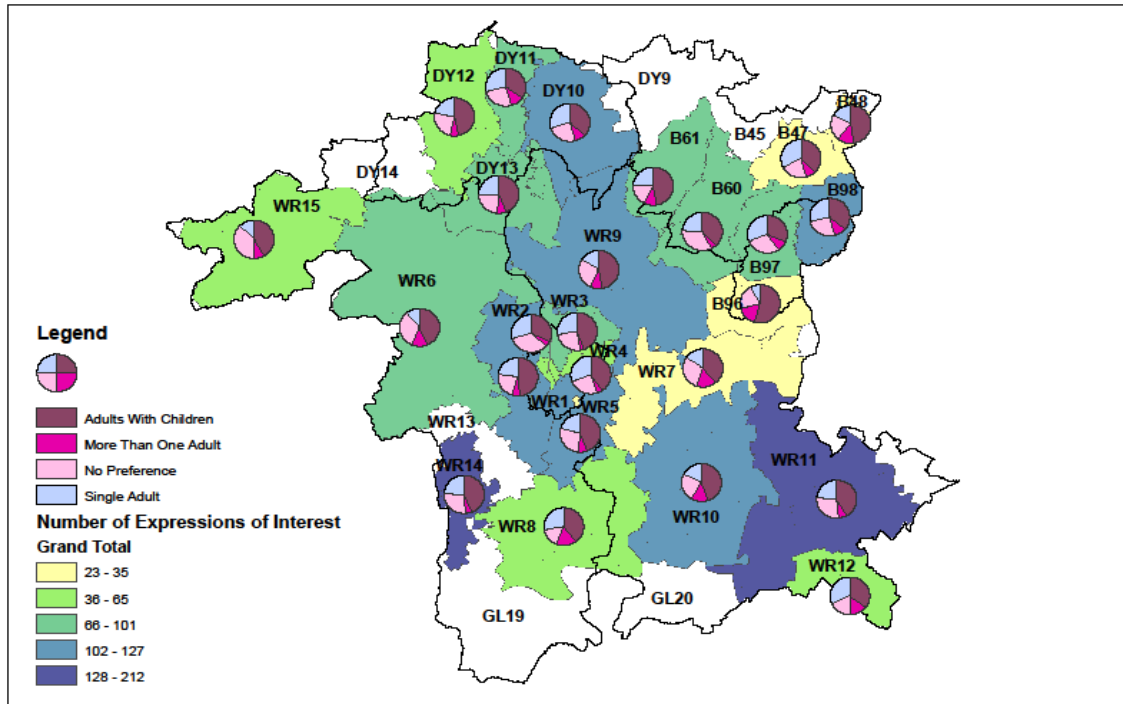 DY11
DY12
DY10
DY9
B48
B47
B45
B61
DY14
DY13
B60
B98
WR15
WR9
B97
WR6
B96
WR2
WR3
WR4
WR7
WR1
WR5
WR13
WR14
WR11
WR10
WR8
WR12
GL19
GL20
Legend
Adults With Children
More Than One Adult
No Preference
Single Adult
Number of Expressions of Interest
Grand Total
23 - 35
36 - 65
66 - 101
102 - 127
128 - 212